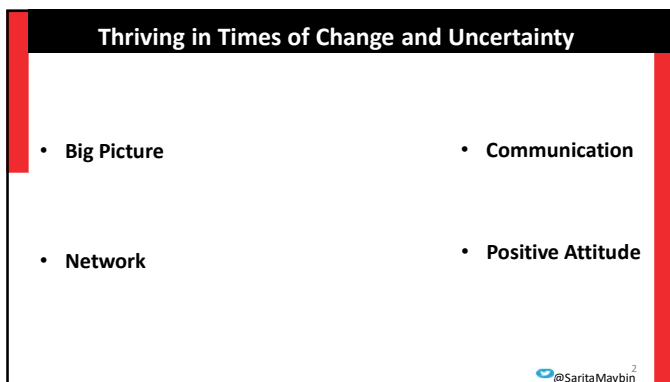 Thriving in Times of Change and Uncertainty
• Big Picture
• Network
• Communication
• Positive Attitude
2
@SaritaMaybin